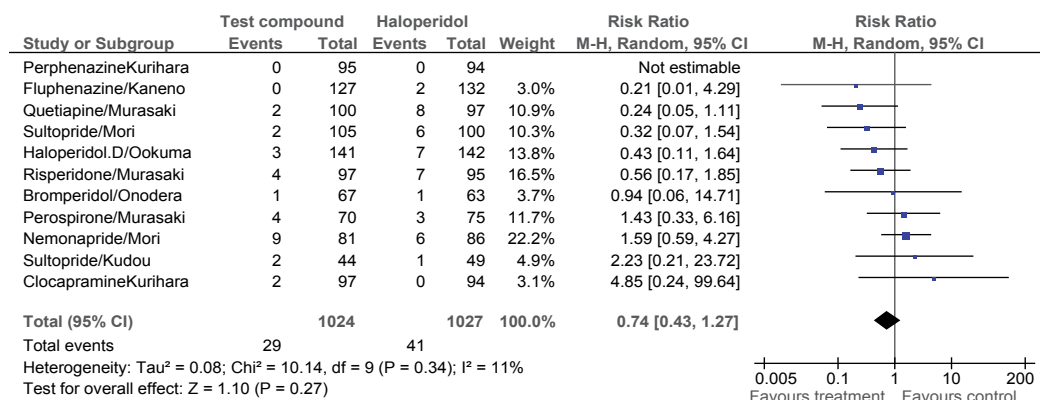 Test compound Haloperidol Risk Ratio Risk Ratio
Study or Subgroup Events Total Events Total Weight M-H, Random, 95% CI M-H, Random, 95% CI
PerphenazineKurihara 0 95 0 94 Not estimable
Fluphenazine/Kaneno 0 127 2 132 3.0% 0.21 [0.01, 4.29]
Quetiapine/Murasaki 2 100 8 97 10.9% 0.24 [0.05, 1.11]
Sultopride/Mori 2 105 6 100 10.3% 0.32 [0.07, 1.54]
Haloperidol.D/Ookuma 3 141 7 142 13.8% 0.43 [0.11, 1.64]
Risperidone/Murasaki 4 97 7 95 16.5% 0.56 [0.17, 1.85]
Bromperidol/Onodera 1 67 1 63 3.7% 0.94 [0.06, 14.71]
Perospirone/Murasaki 4 70 3 75 11.7% 1.43 [0.33, 6.16]
Nemonapride/Mori 9 81 6 86 22.2% 1.59 [0.59, 4.27]
Sultopride/Kudou 2 44 1 49 4.9% 2.23 [0.21, 23.72]
ClocapramineKurihara 2 97 0 94 3.1% 4.85 [0.24, 99.64]
Total (95% CI) 1024 1027 100.0% 0.74 [0.43, 1.27]
Total events 29 41
Heterogeneity: Tau² = 0.08; Chi² = 10.14, df = 9 (P = 0.34); I² = 11%
Test for overall effect: Z = 1.10 (P = 0.27)
0.005 0.1 1 10 200
Favours treatment Favours control